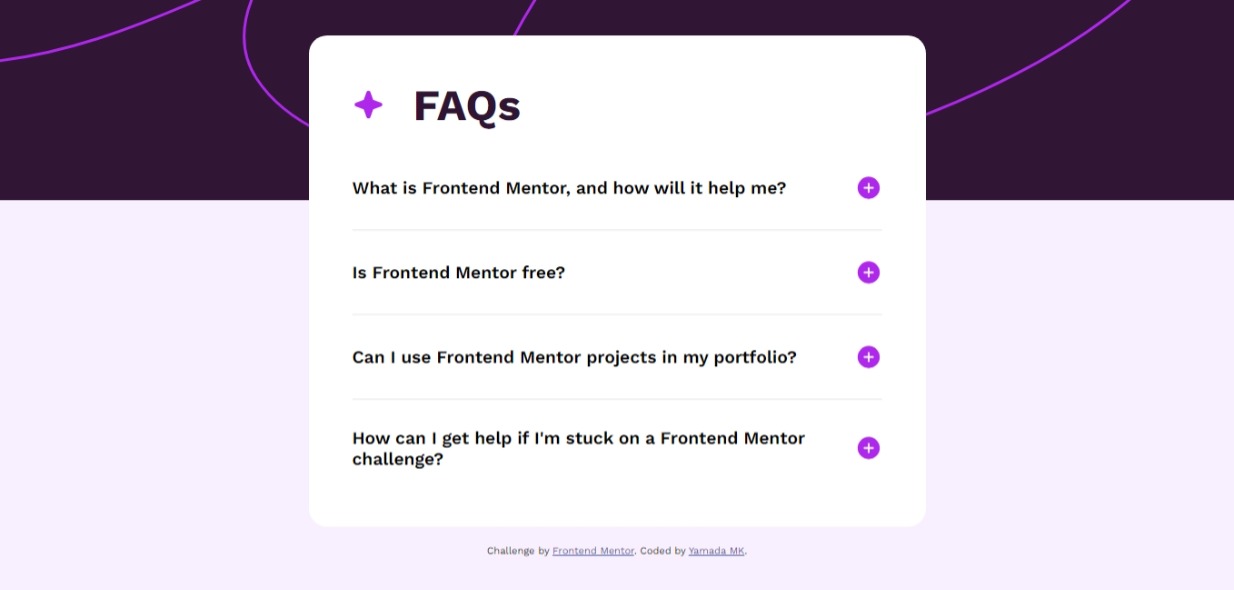 FAQs
What is Frontend Mentor, and how will it help me?
Is Frontend Mentor free?
Can I use Frontend Mentor projects in my portfolio?
How can I get help if I'm stuck on a Frontend Mentor
challenge?
Challenge by Frontend Mentor. Coded by Yamada MK.